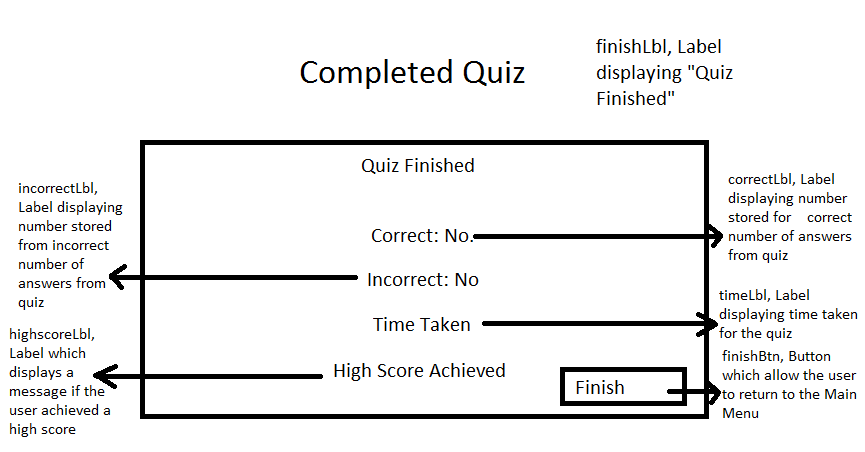 Completed Quiz
finishLbl, Label
displaying "Quiz
Finished"
Quiz Finished
incorrectLbl,
Label displaying
number stored
from incorrect
number of
answers from
quiz
Correct: No.
correctLbl, Label
displaying number
stored for correct
number of answers
from quiz
Incorrect: No
Time Taken
timeLbl, Label
displaying time taken
for the quiz
highscoreLbl,
Label which
displays a
message if the
user achieved a
high score
High Score Achieved
Finish
finishBtn, Button
which allow the user
to return to the Main
Menu